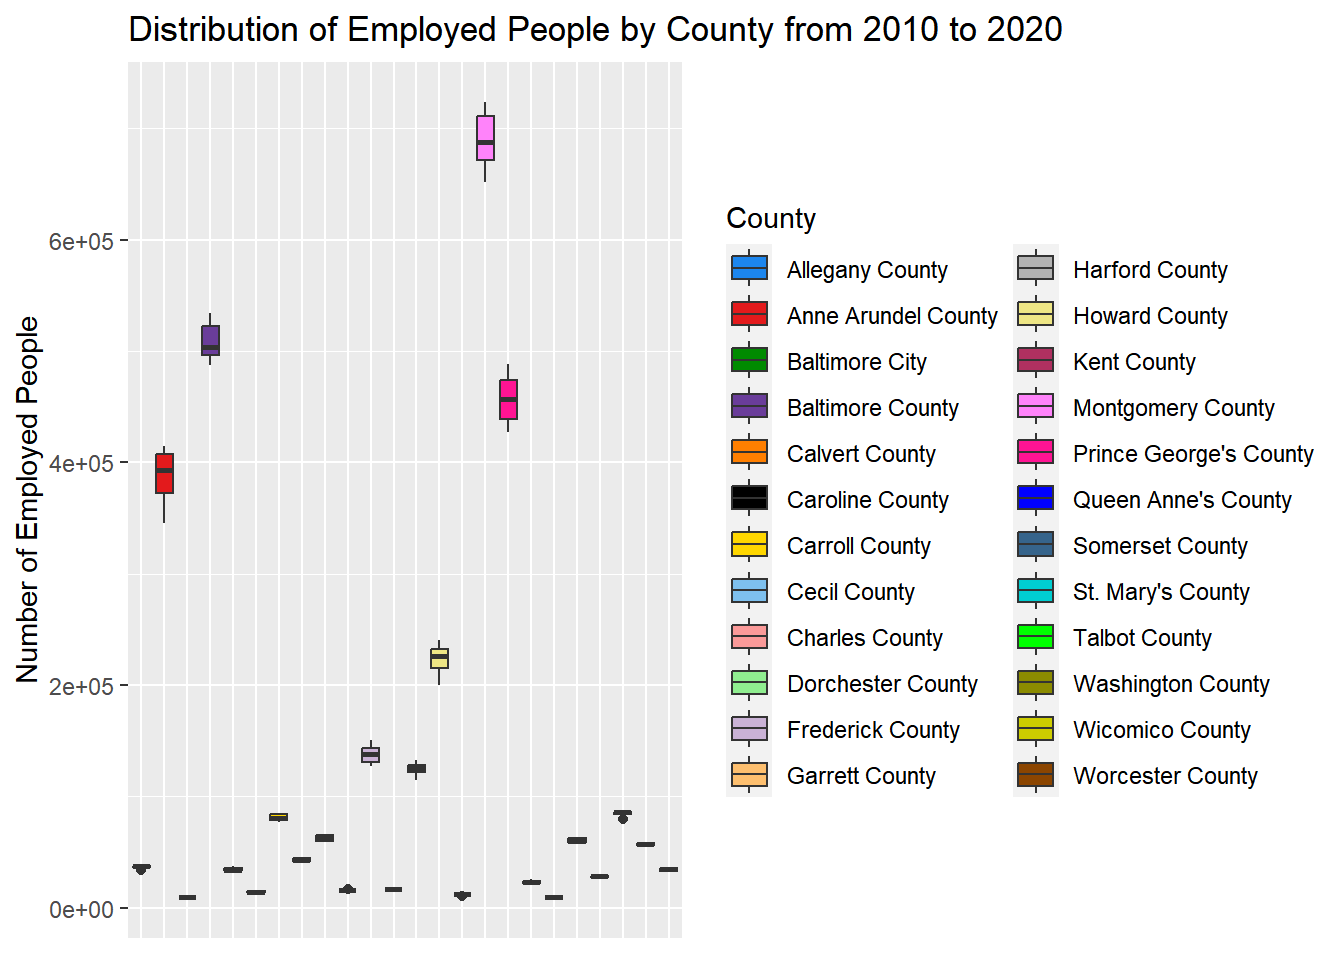 Distribution of Employed People by County from 2010 to 2020
Number of Employed People
6e+05
4e+05
2e+05
0e+00
County
Allegany County
Anne Arundel County
Baltimore City
Baltimore County
Calvert County
Caroline County
Carroll County
Cecil County
Charles County
Dorchester County
Frederick County
Garrett County
Harford County
Howard County
Kent County
Montgomery County
Prince George's County
Queen Anne's County
Somerset County
St. Mary's County
Talbot County
Washington County
Wicomico County
Worcester County